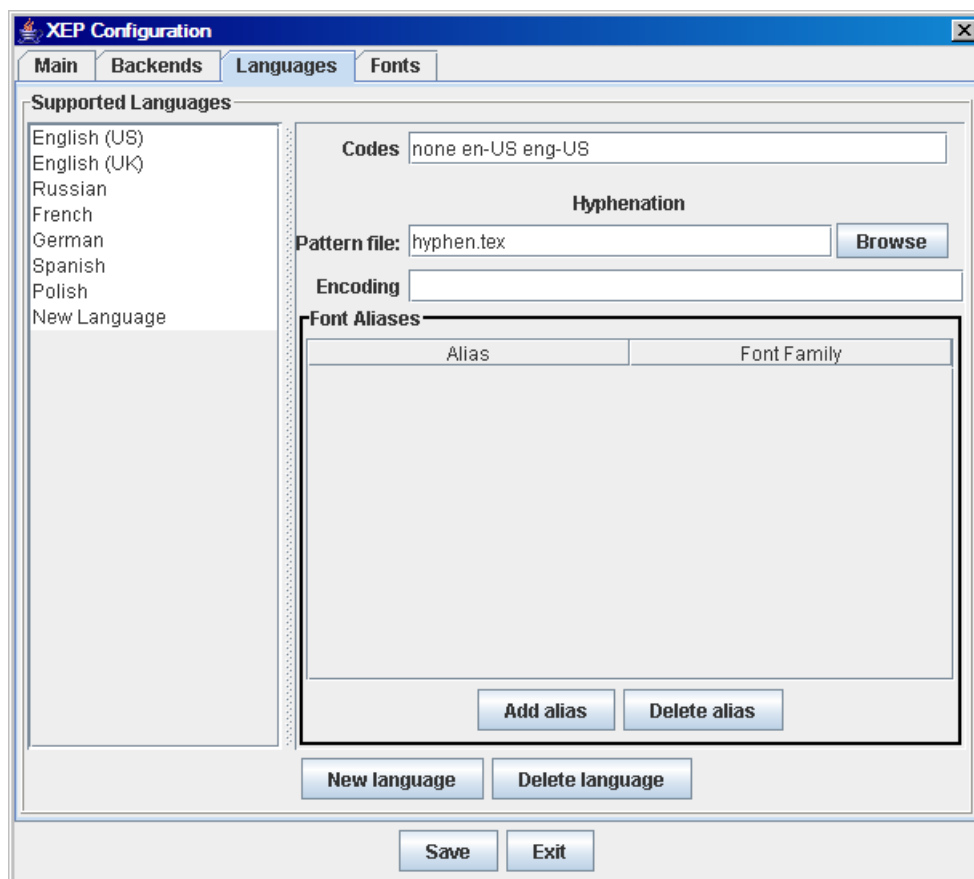 XEP Configuration
Main Backends Languages Fonts
Supported Languages
English (US)
English (UK)
Russian
French
German
Spanish
Polish
New Language
Codes none en-US eng-US
Hyphenation
Pattern file: hyphen.tex Browse
Encoding
Font Aliases
Alias Font Family
Add alias Delete alias
New language Delete language
Save Exit